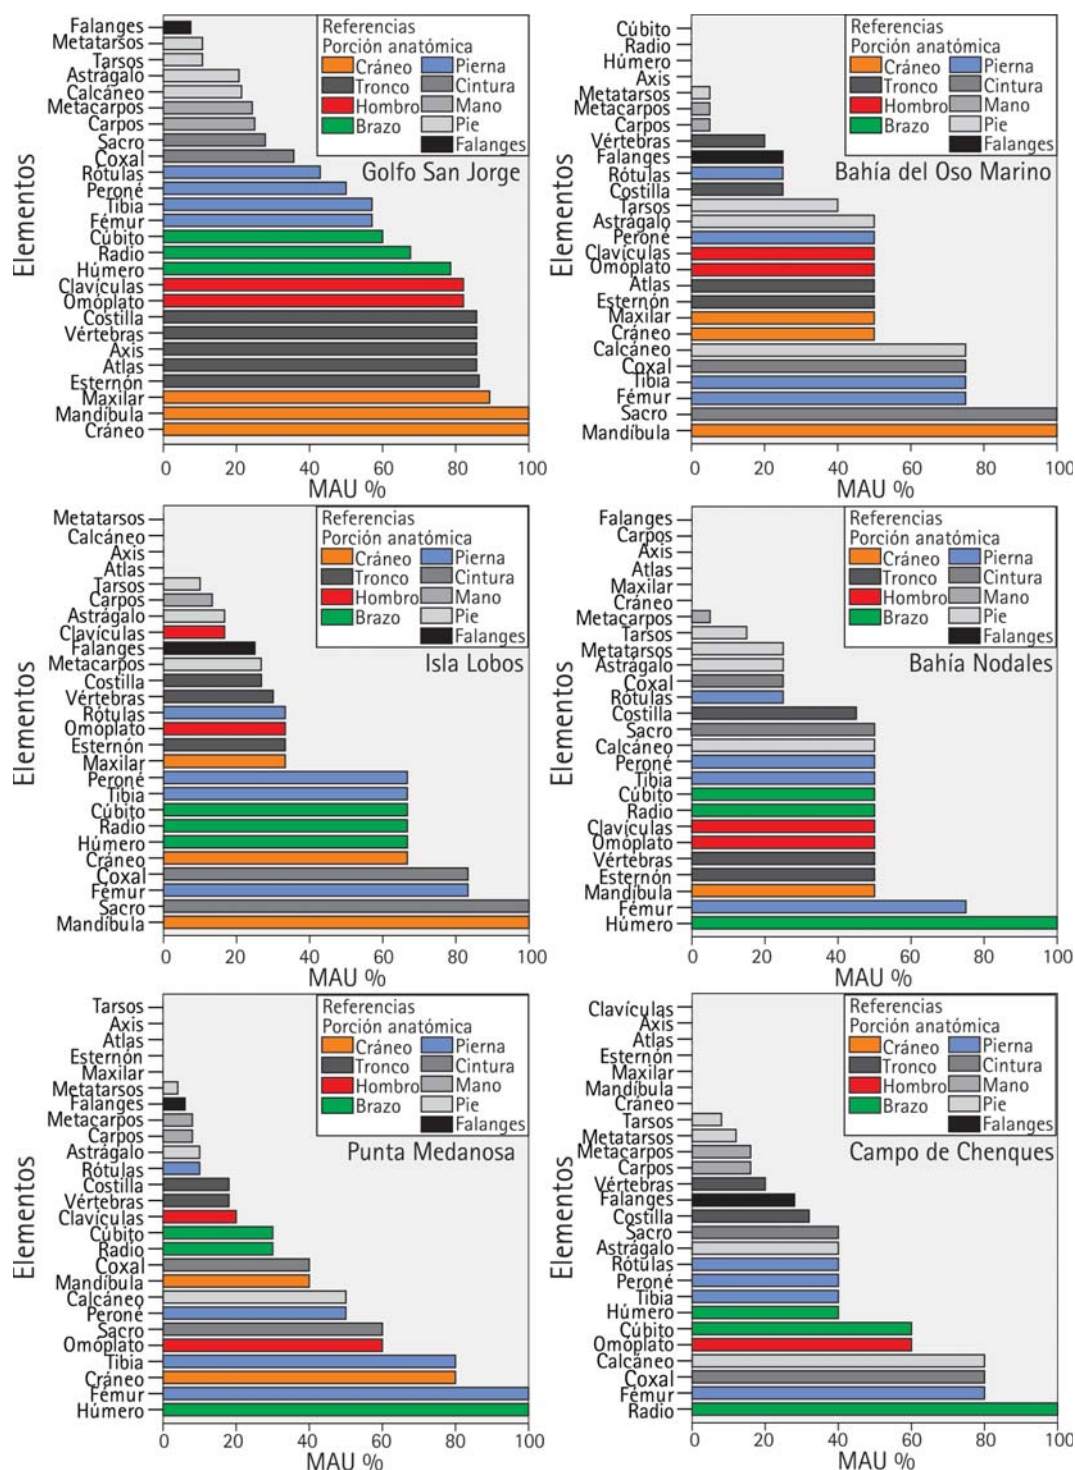 Elementos
Falanges
Metatarsos
Tarsos
Astrágalo
Calcáneo
Metacarpos
Carpos
Sacro
Coxal
Rótulas
Peroné
Tibia
Fémur
Cúbito
Radio
Húmero
Clavículas
Omóplato
Costilla
Vértebras
Axis
Atlas
Esternón
Maxilar
Mandíbula
Cráneo
Referencias
Porción anatómica
Cráneo Pierna
Tronco Cintura
Hombro Mano
Brazo Pie
Falanges
Golfo San Jorge
0 20 40 60 80 100
MAU %
Elementos
Cúbito
Radio
Húmero
Axis
Metatarsos
Metacarpos
Carpos
Vértebras
Falanges
Rótulas
Costilla
Tarsos
Astrágalo
Peroné
Clavículas
Omóplato
Atlas
Esternón
Maxilar
Cráneo
Calcáneo
Coxal
Tibia
Fémur
Sacro
Mandíbula
Referencias
Porción anatómica
Cráneo Pierna
Tronco Cintura
Hombro Mano
Brazo Pie
Falanges
Bahía del Oso Marino
0 20 40 60 80 100
MAU %
Elementos
Metatarsos
Calcáneo
Axis
Atlas
Tarsos
Carpos
Astrágalo
Clavículas
Falanges
Metacarpos
Costilla
Vértebras
Rótulas
Omóplato
Esternón
Maxilar
Peroné
Tibia
Cúbito
Radio
Húmero
Cráneo
Coxal
Fémur
Sacro
Mandíbula
Referencias
Porción anatómica
Cráneo Pierna
Tronco Cintura
Hombro Mano
Brazo Pie
Falanges
Isla Lobos
0 20 40 60 80 100
MAU %
Elementos
Falanges
Carpos
Axis
Atlas
Maxilar
Cráneo
Metacarpos
Tarsos
Metatarsos
Astrágalo
Coxal
Rótulas
Costilla
Sacro
Calcáneo
Peroné
Tibia
Cúbito
Radio
Clavículas
Omóplato
Vértebras
Esternón
Mandíbula
Fémur
Húmero
Referencias
Porción anatómica
Cráneo Pierna
Tronco Cintura
Hombro Mano
Brazo Pie
Falanges
Bahía Nodales
0 20 40 60 80 100
MAU %
Elementos
Tarsos
Axis
Atlas
Esternón
Maxilar
Metatarsos
Falanges
Metacarpos
Carpos
Astrágalo
Rótulas
Costilla
Vértebras
Clavículas
Cúbito
Radio
Coxal
Mandíbula
Calcáneo
Peroné
Sacro
Omóplato
Tibia
Cráneo
Fémur
Húmero
Referencias
Porción anatómica
Cráneo Pierna
Tronco Cintura
Hombro Mano
Brazo Pie
Falanges
Punta Medanosa
0 20 40 60 80 100
MAU %
Elementos
Clavículas
Axis
Atlas
Esternón
Maxilar
Mandíbula
Cráneo
Tarsos
Metatarsos
Metacarpos
Carpos
Vértebras
Falanges
Costilla
Sacro
Astrágalo
Rótulas
Peroné
Tibia
Húmero
Cúbito
Omóplato
Calcáneo
Coxal
Fémur
Radio
Referencias
Porción anatómica
Cráneo Pierna
Tronco Cintura
Hombro Mano
Brazo Pie
Falanges
Campo de Chenques
0 20 40 60 80 100
MAU %